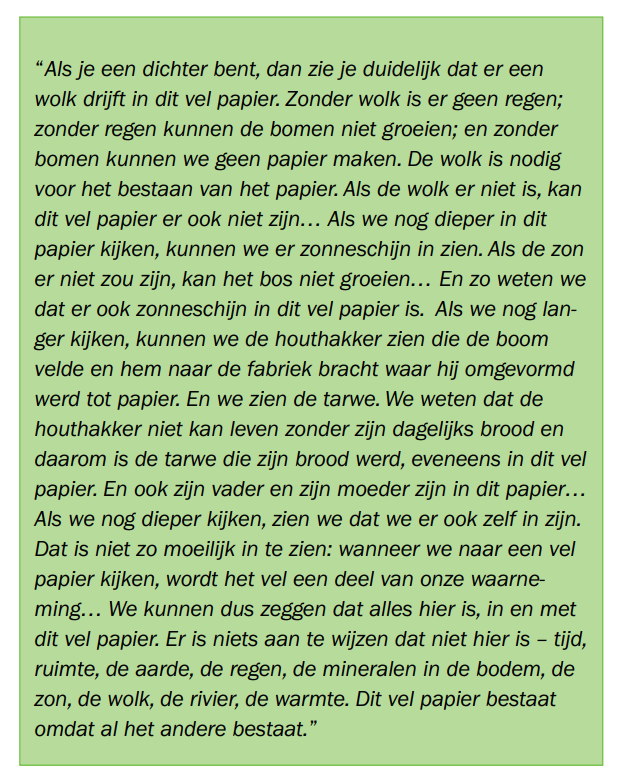 “Als je een dichter bent, dan zie je duidelijk dat er een
wolk drijft in dit vel papier. Zonder wolk is er geen regen;
zonder regen kunnen de bomen niet groeien; en zonder
bomen kunnen we geen papier maken. De wolk is nodig
voor het bestaan van het papier. Als de wolk er niet is, kan
dit vel papier er ook niet zijn… Als we nog dieper in dit
papier kijken, kunnen we er zonneschijn in zien. Als de zon
er niet zou zijn, kan het bos niet groeien… En zo weten we
dat er ook zonneschijn in dit vel papier is.  Als we nog lan-
ger kijken, kunnen we de houthakker zien die de boom
velde en hem naar de fabriek bracht waar hij omgevormd
werd tot papier. En we zien de tarwe. We weten dat de
houthakker niet kan leven zonder zijn dagelijks brood en
daarom is de tarwe die zijn brood werd, eveneens in dit vel
papier. En ook zijn vader en zijn moeder zijn in dit papier…
Als we nog dieper kijken, zien we dat we er ook zelf in zijn.
Dat is niet zo moeilijk in te zien: wanneer we naar een vel
papier kijken, wordt het vel een deel van onze waarne-
ming… We kunnen dus zeggen dat alles hier is, in en met
dit vel papier. Er is niets aan te wijzen dat niet hier is – tijd,
ruimte, de aarde, de regen, de mineralen in de bodem, de
zon, de wolk, de rivier, de warmte. Dit vel papier bestaat
omdat al het andere bestaat.”